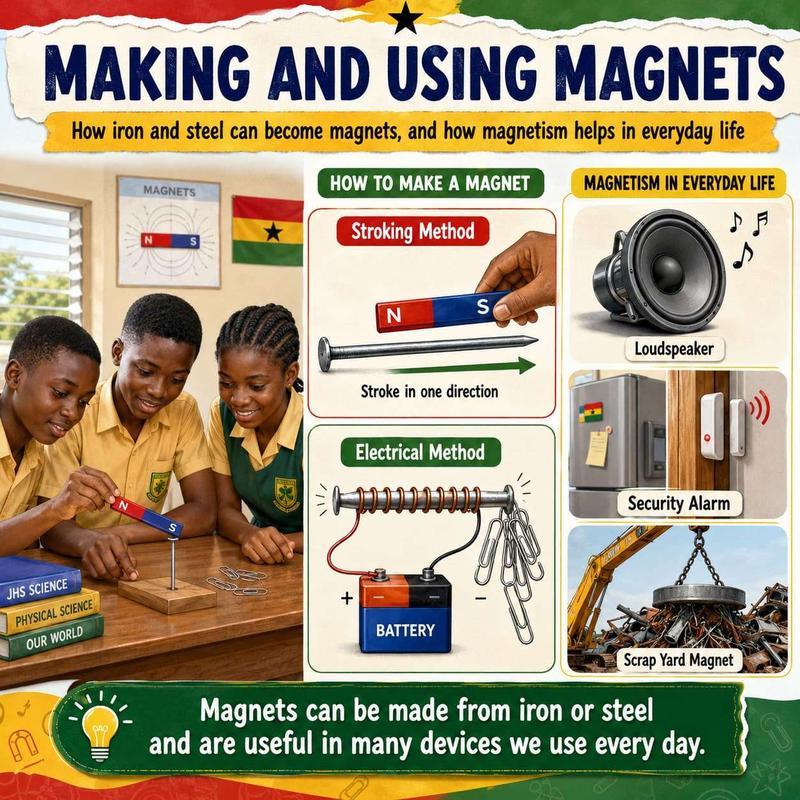 MAKING AND USING MAGNETS
How iron and steel can become magnets, and how magnetism helps in everyday life
MAGNETS
N S
N S
JHS SCIENCE
PHYSICAL SCIENCE
OUR WORLD
HOW TO MAKE A MAGNET
Stroking Method
N S
Stroke in one direction
Electrical Method
+ −
− −
BATTERY
MAGNETISM IN EVERYDAY LIFE
Loudspeaker
Security Alarm
Scrap Yard Magnet
Magnets can be made from iron or steel
and are useful in many devices we use every day.